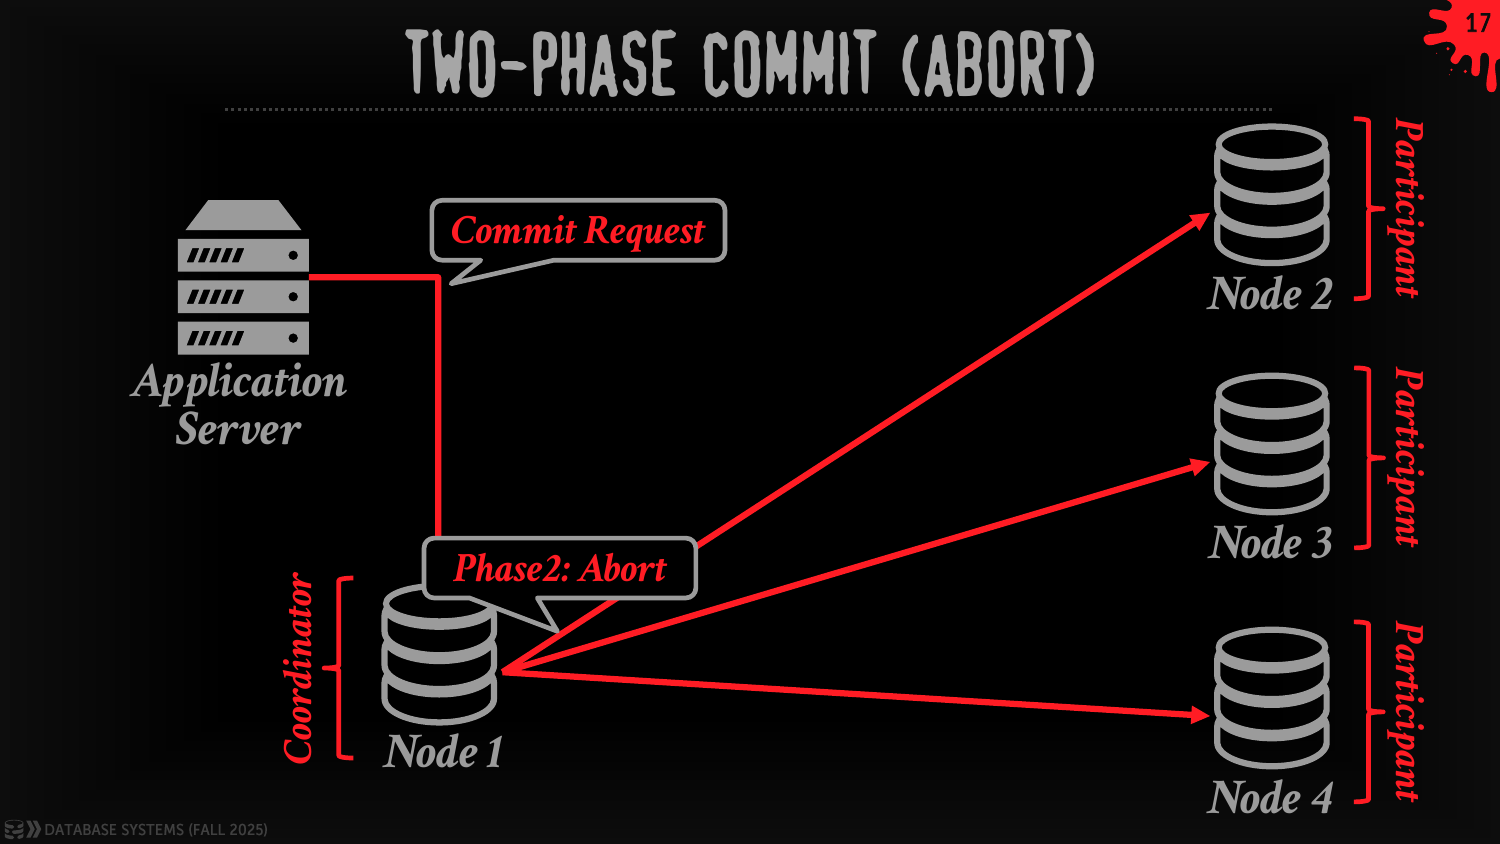 17
TWO-PHASE COMMIT (ABORT)
Commit Request
Application
Server
Phase2: Abort
Coordinator
Node 1
Participant
Node 2
Participant
Node 3
Participant
Node 4
DATABASE SYSTEMS (FALL 2025)